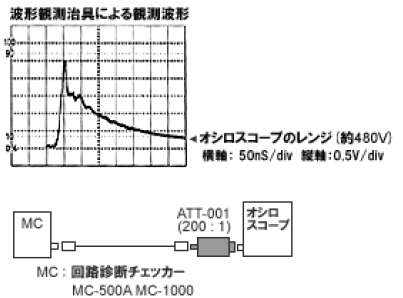 波形観測治具による観測波形
100
90
10
0%
オシロスコープのレンジ (約480V)
横軸： 50nS/div 縦軸：0.5V/div
MC
ATT-001
(200 : 1)
オシロ
スコープ
MC : 回路診断チェッカー
MC-500A MC-1000